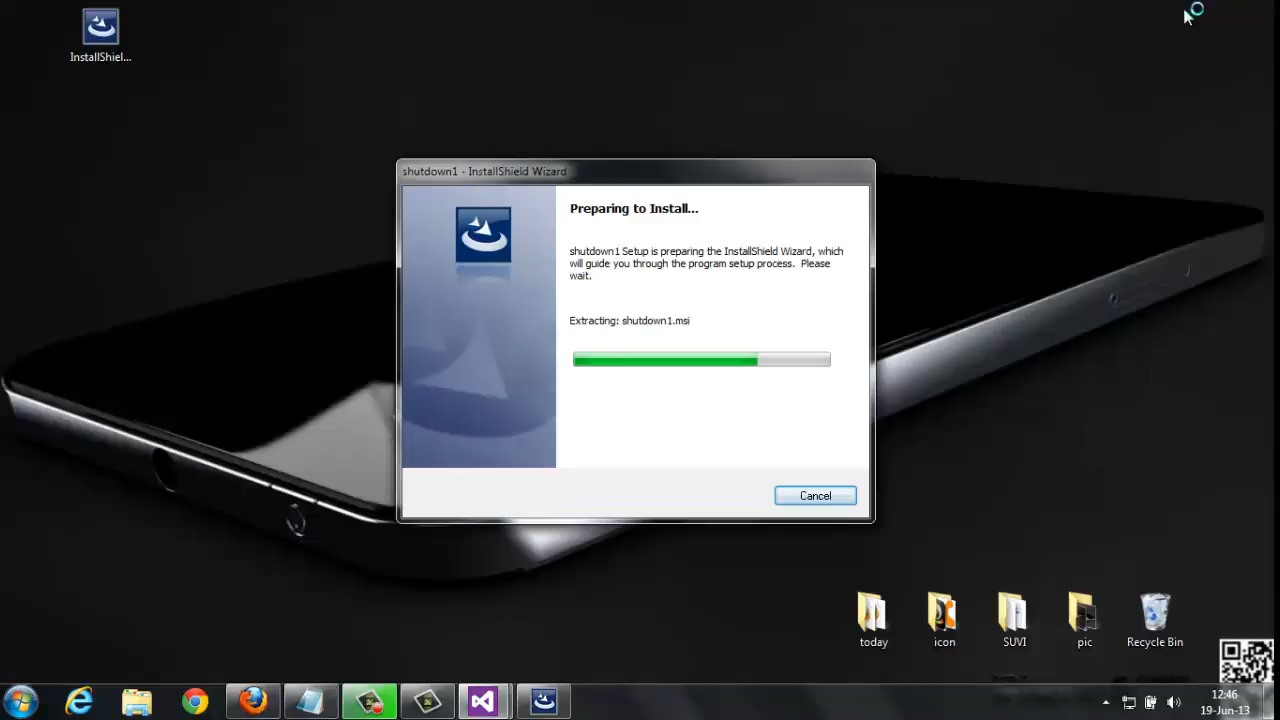 InstallShiel...
shutdown1 - InstallShield Wizard
Preparing to Install...
shutdown1 Setup is preparing the InstallShield Wizard, which
will guide you through the program setup process. Please
wait.
Extracting: shutdown1.msi
Cancel
today
icon
SUVI
pic
Recycle Bin
12:46
19-Jun-13